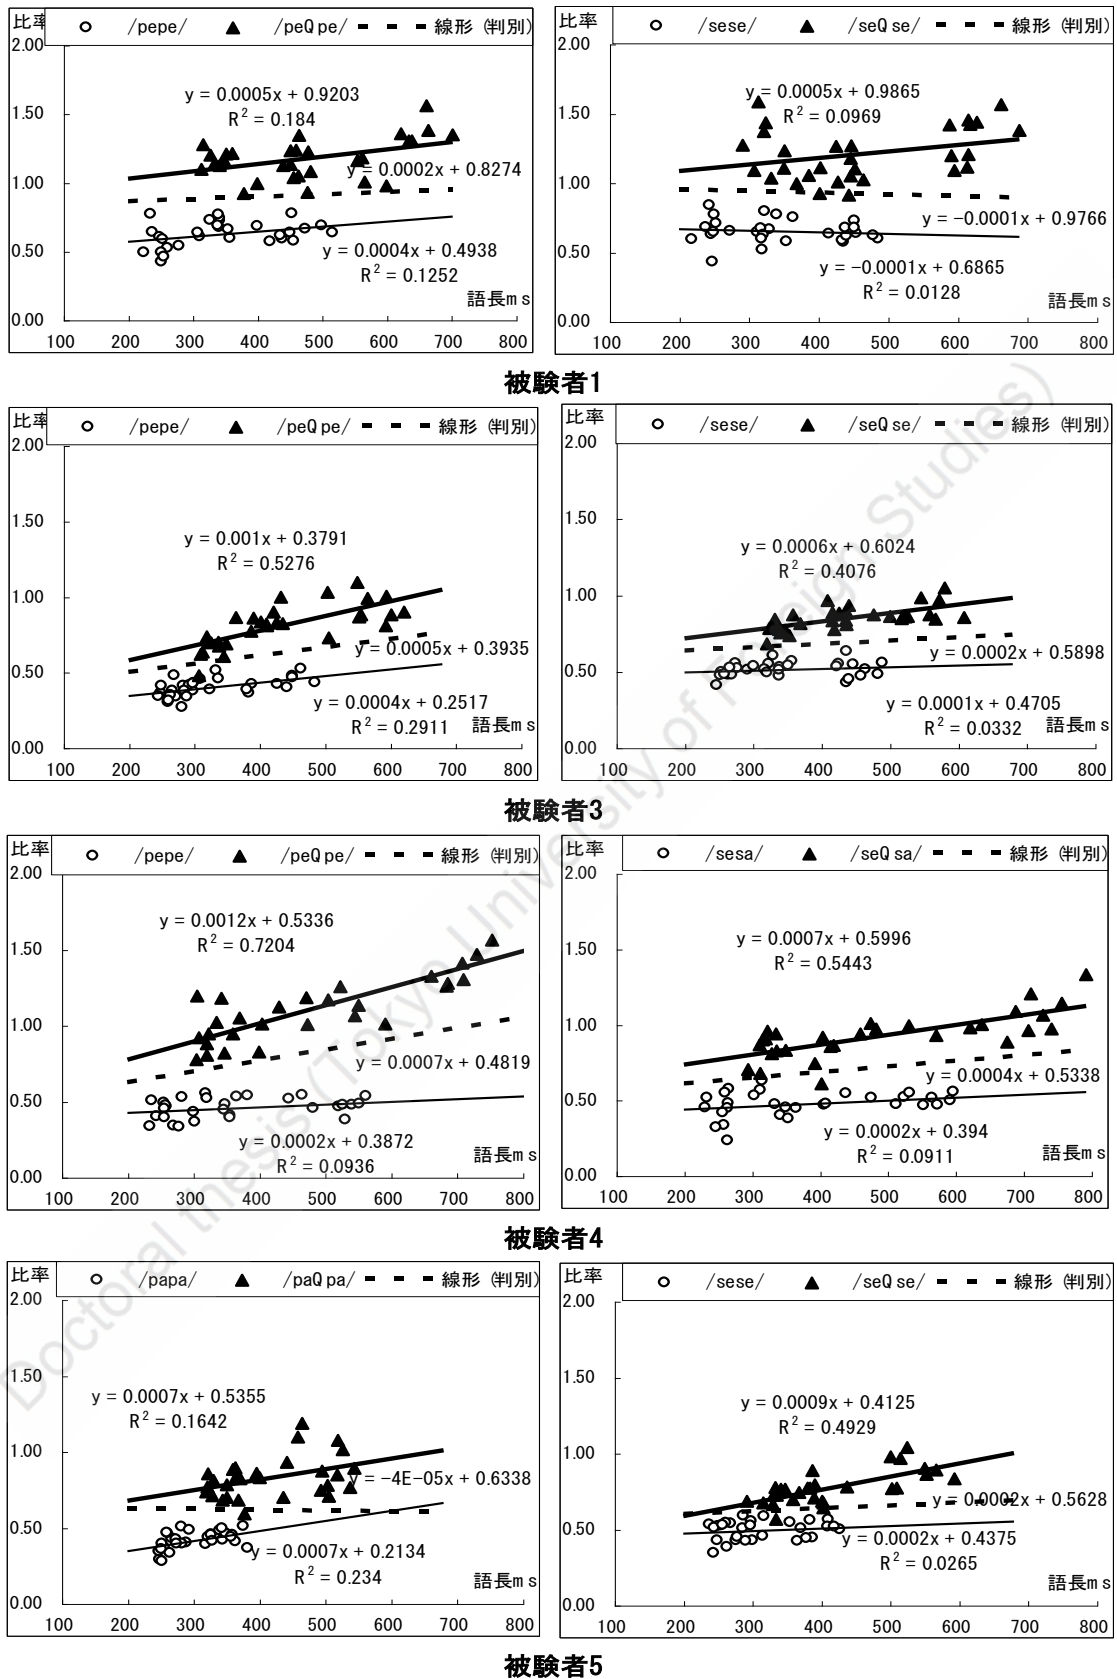 比率 /pepe/ /peQpe/ 線形 (判別)
2.00
y = 0.0005x + 0.9203
R² = 0.184
1.50
y = 0.0002x + 0.8274
1.00
0.50
y = 0.0004x + 0.4938
R² = 0.1252
語長ms
0.00
100 200 300 400 500 600 700 800
比率 /sese/ /seQse/ 線形 (判別)
2.00
y = 0.0005x + 0.9865
R² = 0.0969
1.50
1.00
y = −0.0001x + 0.9766
0.50
y = −0.0001x + 0.6865
R² = 0.0128
語長ms
0.00
100 200 300 400 500 600 700 800
被験者1
比率 /pepe/ /peQpe/ 線形 (判別)
2.00
1.50
y = 0.001x + 0.3791
R² = 0.5276
1.00
y = 0.0005x + 0.3935
0.50
y = 0.0004x + 0.2517
R² = 0.2911
語長ms
0.00
100 200 300 400 500 600 700 800
比率 /sese/ /seQse/ 線形 (判別)
2.00
1.50
y = 0.0006x + 0.6024
R² = 0.4076
1.00
y = 0.0002x + 0.5898
0.50
y = 0.0001x + 0.4705
R² = 0.0332
語長ms
0.00
100 200 300 400 500 600 700 800
被験者3
比率 /pepe/ /peQpe/ 線形 (判別)
2.00
y = 0.0012x + 0.5336
R² = 0.7204
1.50
1.00
y = 0.0007x + 0.4819
0.50
y = 0.0002x + 0.3872
R² = 0.0936
語長ms
0.00
100 200 300 400 500 600 700 800
比率 /sesa/ /seQsa/ 線形 (判別)
2.00
y = 0.0007x + 0.5996
R² = 0.5443
1.50
1.00
y = 0.0004x + 0.5338
0.50
y = 0.0002x + 0.394
R² = 0.0911
語長ms
0.00
100 200 300 400 500 600 700 800
被験者4
比率 /papa/ /paQpa/ 線形 (判別)
2.00
1.50
y = 0.0007x + 0.5355
R² = 0.1642
1.00
y = −4E−05x + 0.6338
0.50
y = 0.0007x + 0.2134
R² = 0.234
語長ms
0.00
100 200 300 400 500 600 700 800
比率 /sese/ /seQse/ 線形 (判別)
2.00
1.50
y = 0.0009x + 0.4125
R² = 0.4929
1.00
y = 0.0002x + 0.5628
0.50
y = 0.0002x + 0.4375
R² = 0.0265
語長ms
0.00
100 200 300 400 500 600 700 800
被験者5
Doctoral thesis (Tokyo University of Foreign Studies)